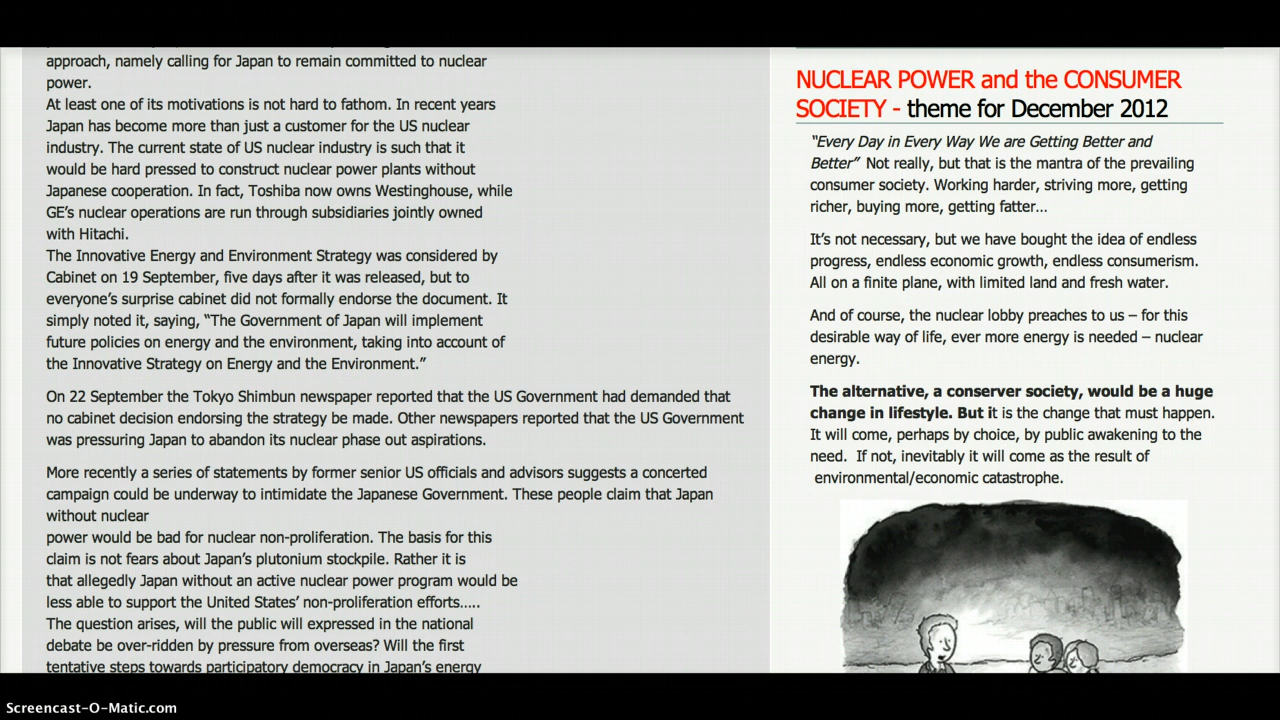 approach, namely calling for Japan to remain committed to nuclear
power.
At least one of its motivations is not hard to fathom. In recent years
Japan has become more than just a customer for the US nuclear
industry. The current state of US nuclear industry is such that it
would be hard pressed to construct nuclear power plants without
Japanese cooperation. In fact, Toshiba now owns Westinghouse, while
GE’s nuclear operations are run through subsidiaries jointly owned
with Hitachi.
The Innovative Energy and Environment Strategy was considered by
Cabinet on 19 September, five days after it was released, but to
everyone’s surprise cabinet did not formally endorse the document. It
simply noted it, saying, “The Government of Japan will implement
future policies on energy and the environment, taking into account of
the Innovative Strategy on Energy and the Environment.”
On 22 September the Tokyo Shimbun newspaper reported that the US Government had demanded that
no cabinet decision endorsing the strategy be made. Other newspapers reported that the US Government
was pressuring Japan to abandon its nuclear phase out aspirations.
More recently a series of statements by former senior US officials and advisors suggests a concerted
campaign could be underway to intimidate the Japanese Government. These people claim that Japan
without nuclear
power would be bad for nuclear non-proliferation. The basis for this
claim is not fears about Japan’s plutonium stockpile. Rather it is
that allegedly Japan without an active nuclear power program would be
less able to support the United States’ non-proliferation efforts…..
The question arises, will the public will expressed in the national
debate be over-ridden by pressure from overseas? Will the first
tentative steps towards participatory democracy in Japan’s energy
NUCLEAR POWER and the CONSUMER
SOCIETY - theme for December 2012
“Every Day in Every Way We are Getting Better and
Better” Not really, but that is the mantra of the prevailing
consumer society. Working harder, striving more, getting
richer, buying more, getting fatter…
It’s not necessary, but we have bought the idea of endless
progress, endless economic growth, endless consumerism.
All on a finite plane, with limited land and fresh water.
And of course, the nuclear lobby preaches to us – for this
desirable way of life, ever more energy is needed – nuclear
energy.
The alternative, a conserver society, would be a huge
change in lifestyle. But it is the change that must happen.
It will come, perhaps by choice, by public awakening to the
need. If not, inevitably it will come as the result of
environmental/economic catastrophe.
Screencast-O-Matic.com